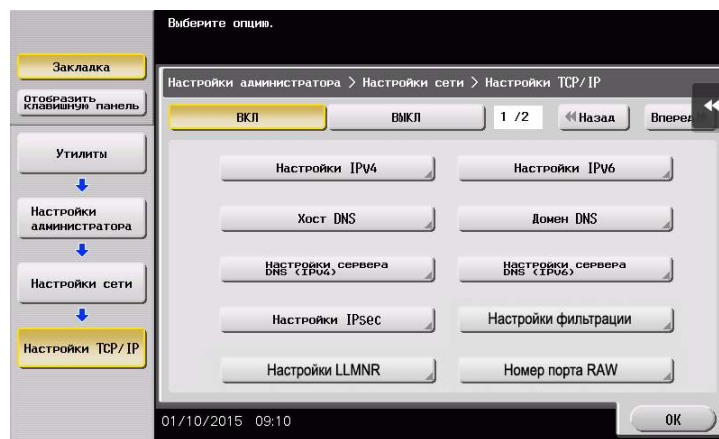 Выберите опцию.
Закладка
Отобразить
клавишную панель
Утилиты
Настройки
администратора
Настройки сети
Настройки TCP/IP
Настройки администратора > Настройки сети > Настройки TCP/IP
ВКЛ
ВЫКЛ
1 /2
Назад
Вперед
Настройки IPV4
Настройки IPV6
Хост DNS
Домен DNS
Настройки сервера
DNS (IPV4)
Настройки сервера
DNS (IPV6)
Настройки IPsec
Настройки фильтрации
Настройки LLMNR
Номер порта RAW
01/10/2015 09:10
OK